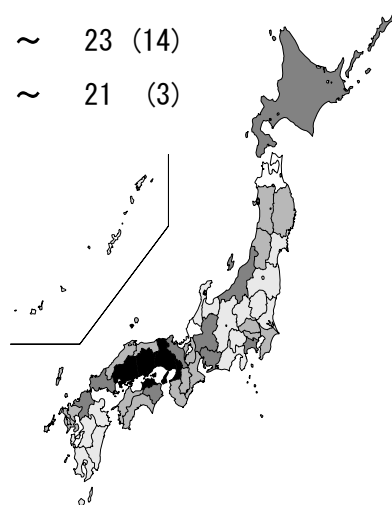 ～ 23 (14)
～ 21 (3)